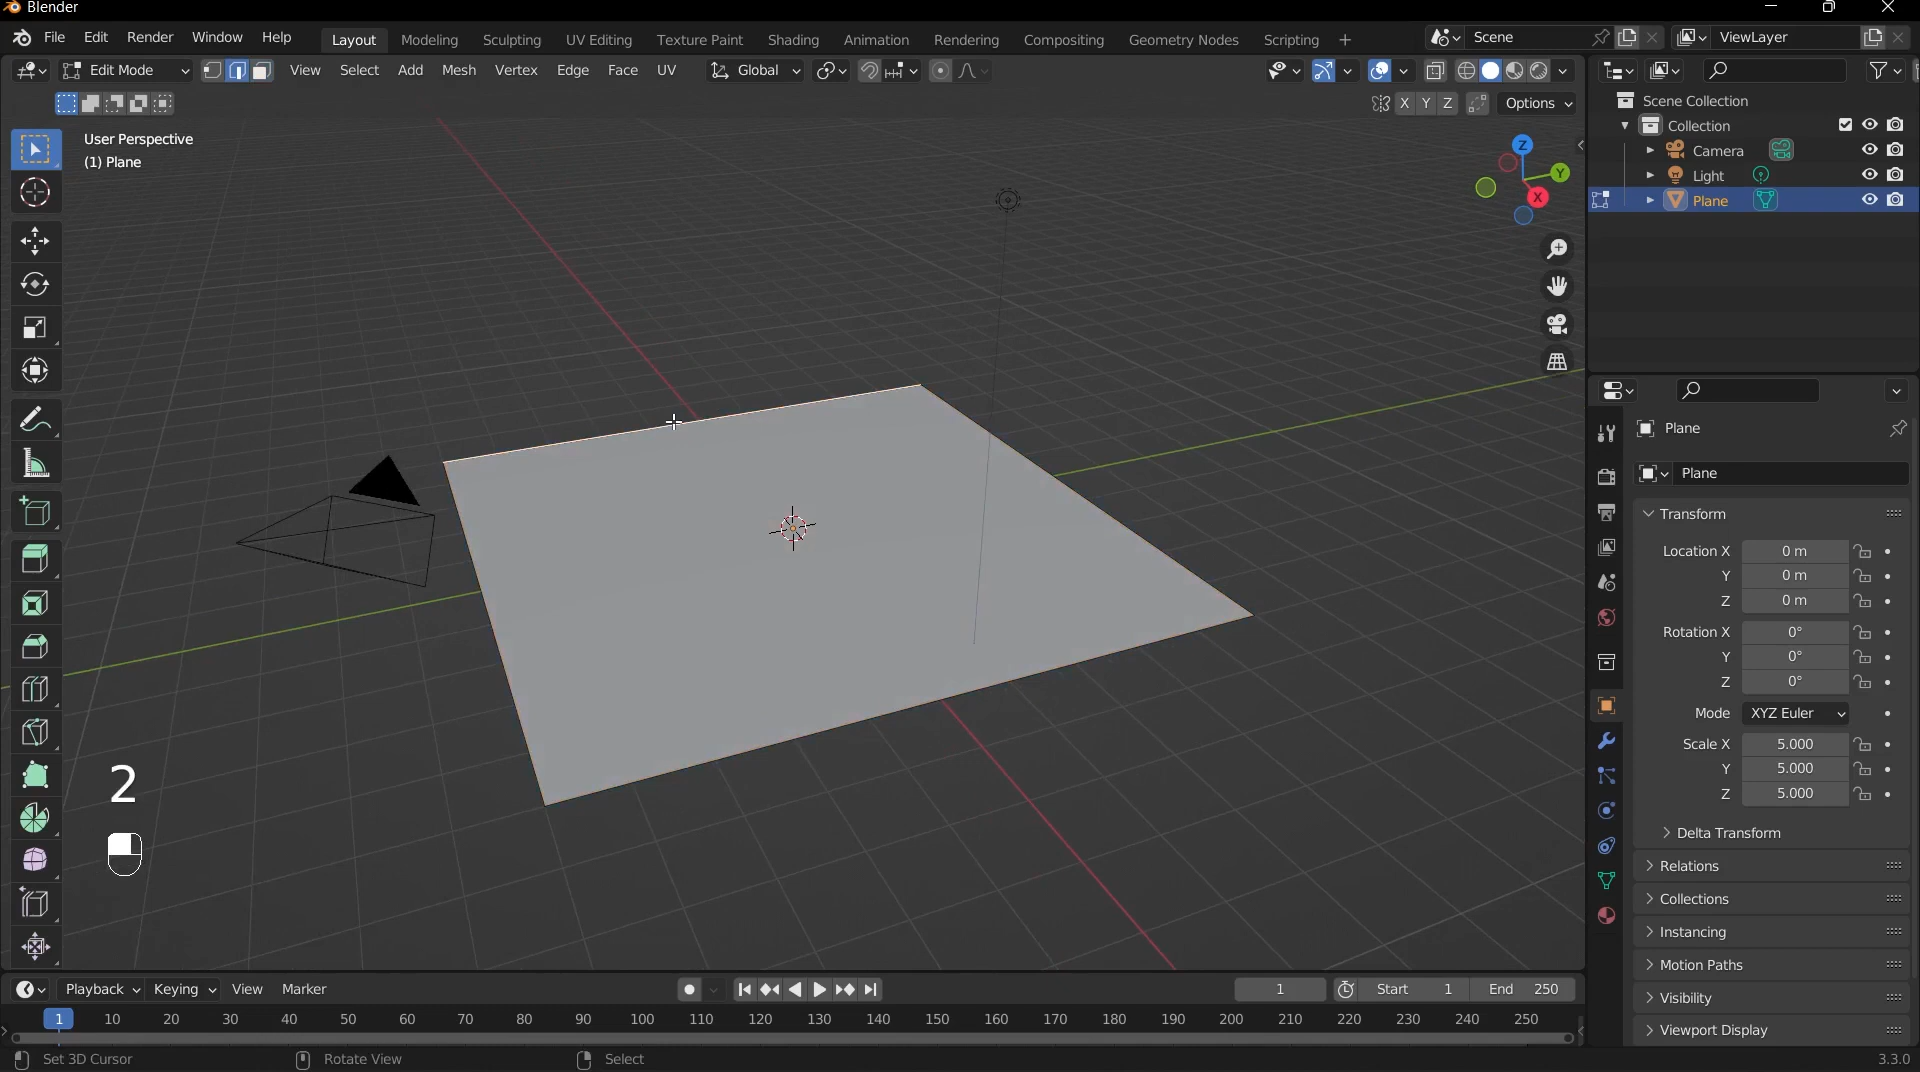 Blender
File Edit Render Window Help Layout Modeling Sculpting UV Editing Texture Paint Shading Animation Rendering Compositing Geometry Nodes Scripting + Scene ViewLayer
Edit Mode View Select Add Mesh Vertex Edge Face UV Global
X Y Z Options
User Perspective
(1) Plane
Z
Y
X
2
Scene Collection
Collection
Camera
Light
Plane
Plane
Plane
Transform
Location X 0 m
Y 0 m
Z 0 m
Rotation X 0°
Y 0°
Z 0°
Mode XYZ Euler
Scale X 5.000
Y 5.000
Z 5.000
Delta Transform
Relations
Collections
Instancing
Motion Paths
Visibility
Viewport Display
Playback Keying View Marker 1 Start 1 End 250
1 10 20 30 40 50 60 70 80 90 100 110 120 130 140 150 160 170 180 190 200 210 220 230 240 250
Set 3D Cursor Rotate View Select 3.3.0